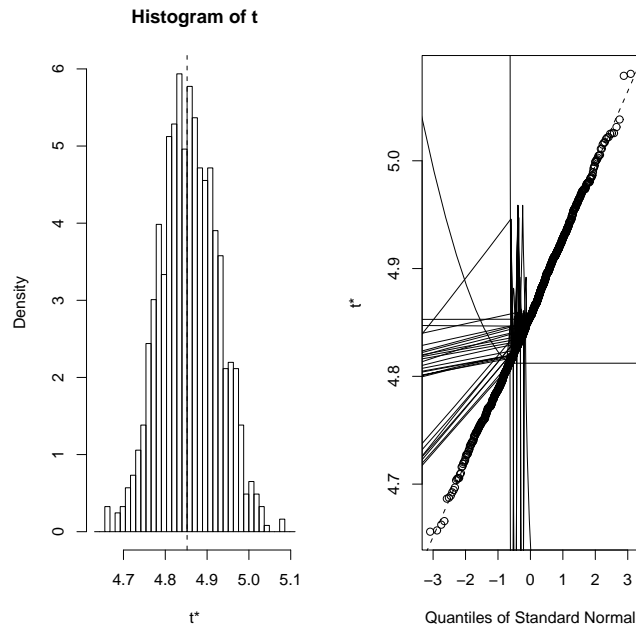 Histogram of t
Density
0 1 2 3 4 5 6
4.7 4.8 4.9 5.0 5.1
t*
t*
4.7 4.8 4.9 5.0
−3 −2 −1 0 1 2 3
Quantiles of Standard Normal